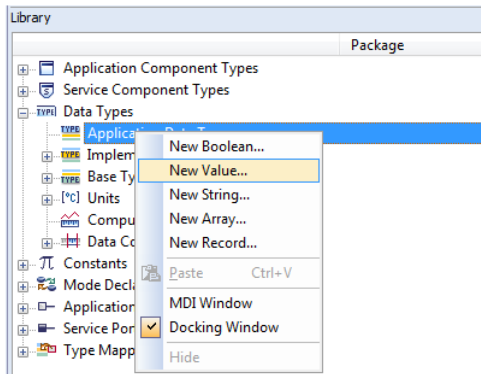 Library
Package
Application Component Types
Service Component Types
TYPE Data Types
TYPE
New Boolean...
TYPE Implem
New Value...
TYPE Base Ty
New String...
[°C] Units
New Array...
Compu
New Record...
Data Co
π Constants
Paste Ctrl+V
Mode Decla
Application
MDI Window
Service Por
Docking Window
Type Mapp
Hide